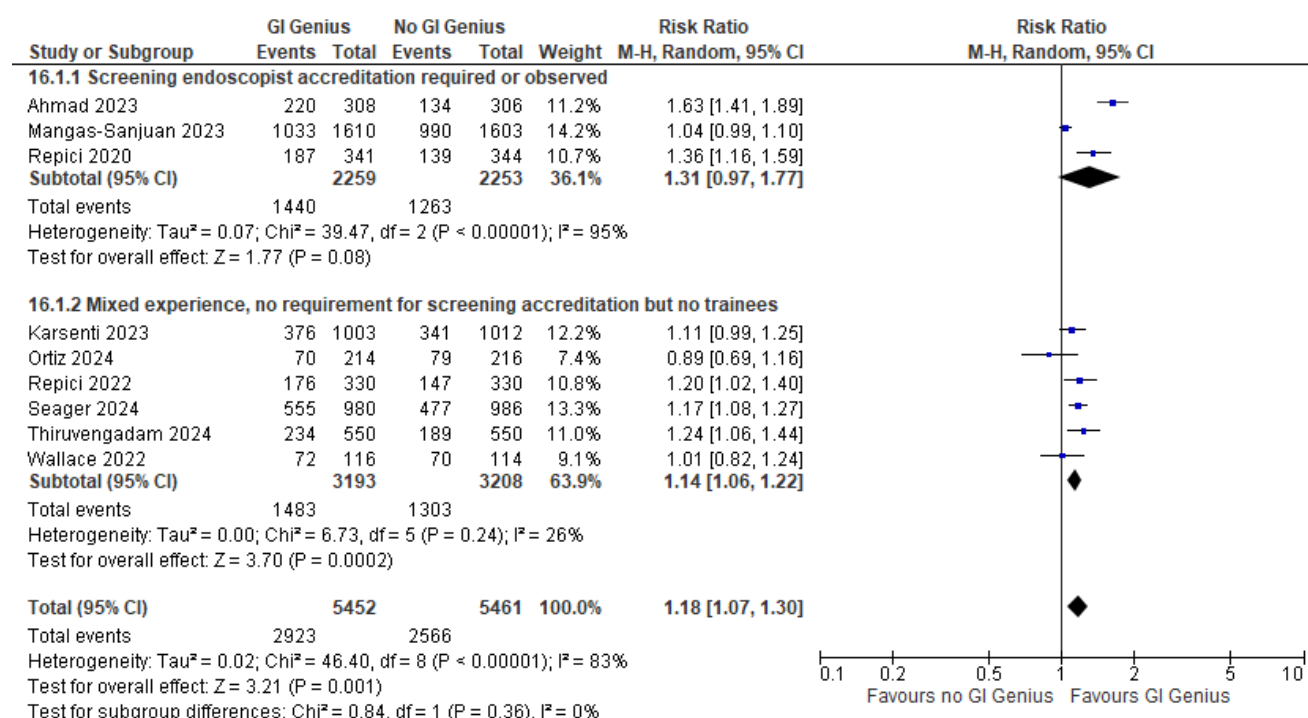 GI Genius No GI Genius Risk Ratio Risk Ratio
Study or Subgroup Events Total Events Total Weight M-H, Random, 95% CI M-H, Random, 95% CI
16.1.1 Screening endoscopist accreditation required or observed
Ahmad 2023 220 308 134 306 11.2% 1.63 [1.41, 1.89]
Mangas-Sanjuan 2023 1033 1610 990 1603 14.2% 1.04 [0.99, 1.10]
Repici 2020 187 341 139 344 10.7% 1.36 [1.16, 1.59]
Subtotal (95% CI) 2259 2253 36.1% 1.31 [0.97, 1.77]
Total events 1440 1263
Heterogeneity: Tau² = 0.07; Chi² = 39.47, df = 2 (P < 0.00001); I² = 95%
Test for overall effect: Z = 1.77 (P = 0.08)
16.1.2 Mixed experience, no requirement for screening accreditation but no trainees
Karsenti 2023 376 1003 341 1012 12.2% 1.11 [0.99, 1.25]
Ortiz 2024 70 214 79 216 7.4% 0.89 [0.69, 1.16]
Repici 2022 176 330 147 330 10.8% 1.20 [1.02, 1.40]
Seager 2024 555 980 477 986 13.3% 1.17 [1.08, 1.27]
Thiruvengadam 2024 234 550 189 550 11.0% 1.24 [1.06, 1.44]
Wallace 2022 72 116 70 114 9.1% 1.01 [0.82, 1.24]
Subtotal (95% CI) 3193 3208 63.9% 1.14 [1.06, 1.22]
Total events 1483 1303
Heterogeneity: Tau² = 0.00; Chi² = 6.73, df = 5 (P = 0.24); I² = 26%
Test for overall effect: Z = 3.70 (P = 0.0002)
Total (95% CI) 5452 5461 100.0% 1.18 [1.07, 1.30]
Total events 2923 2566
Heterogeneity: Tau² = 0.02; Chi² = 46.40, df = 8 (P < 0.00001); I² = 83%
Test for overall effect: Z = 3.21 (P = 0.001)
Test for subgroup differences: Chi² = 0.84, df = 1 (P = 0.36), I² = 0%
0.1 0.2 0.5 1 2 5 10
Favours no GI Genius Favours GI Genius